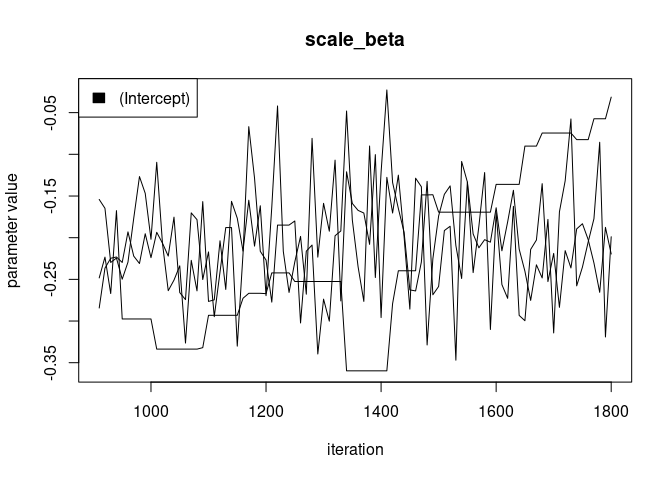 scale_beta
(Intercept)
-0.05
-0.15
-0.25
-0.35
parameter value
1000 1200 1400 1600 1800
iteration